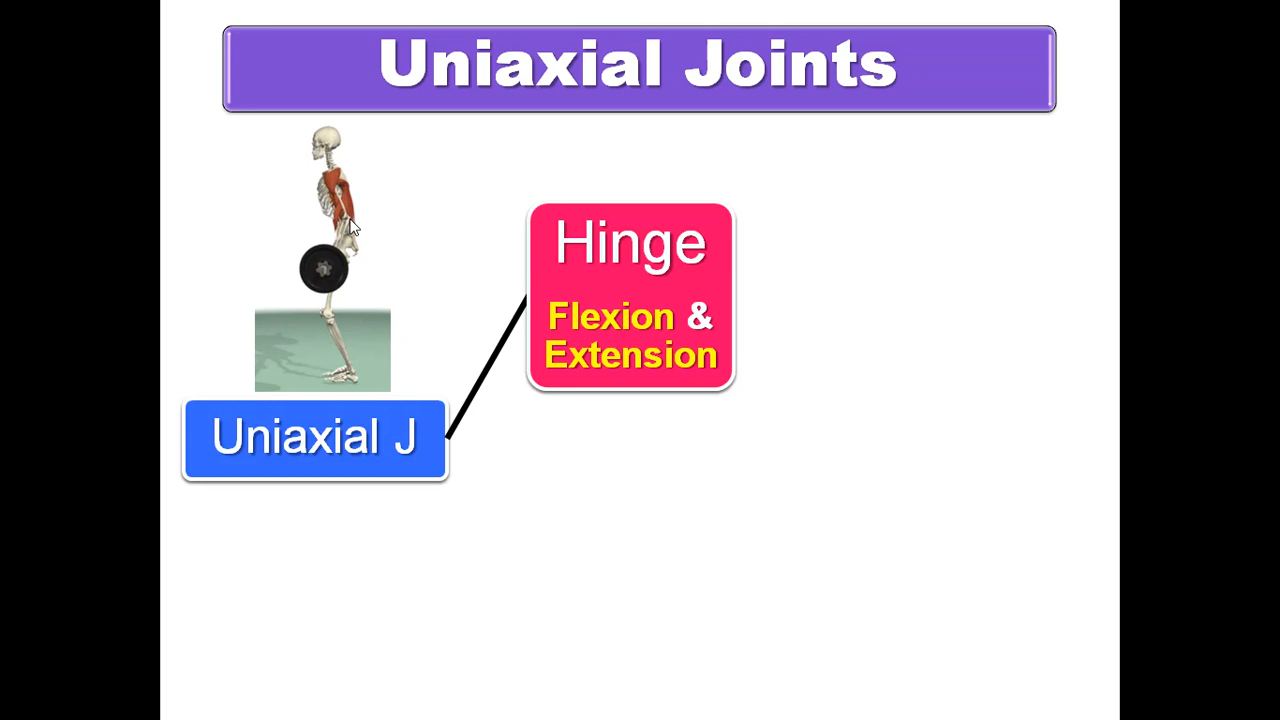 Uniaxial Joints
Hinge
Flexion &
Extension
Uniaxial J